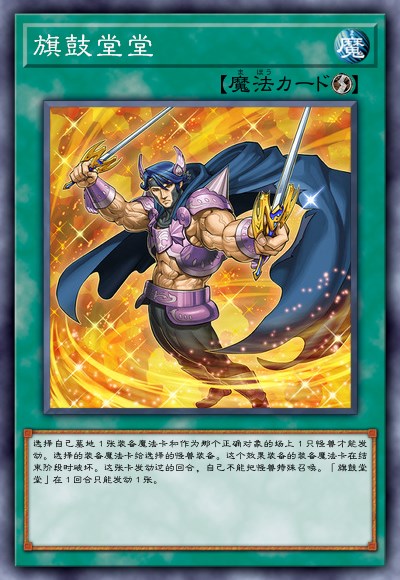 旗鼓堂堂
魔
【魔法カード】
まほう
选择自己墓地1张装备魔法卡和作为那个正确对象的场上1只怪兽才能发
动。选择的装备魔法卡给选择的怪兽装备。这个效果装备的装备魔法卡在结
束阶段时破坏。这张卡发动过的回合，自己不能把怪兽特殊召唤。「旗鼓堂
堂」在1回合只能发动1张。